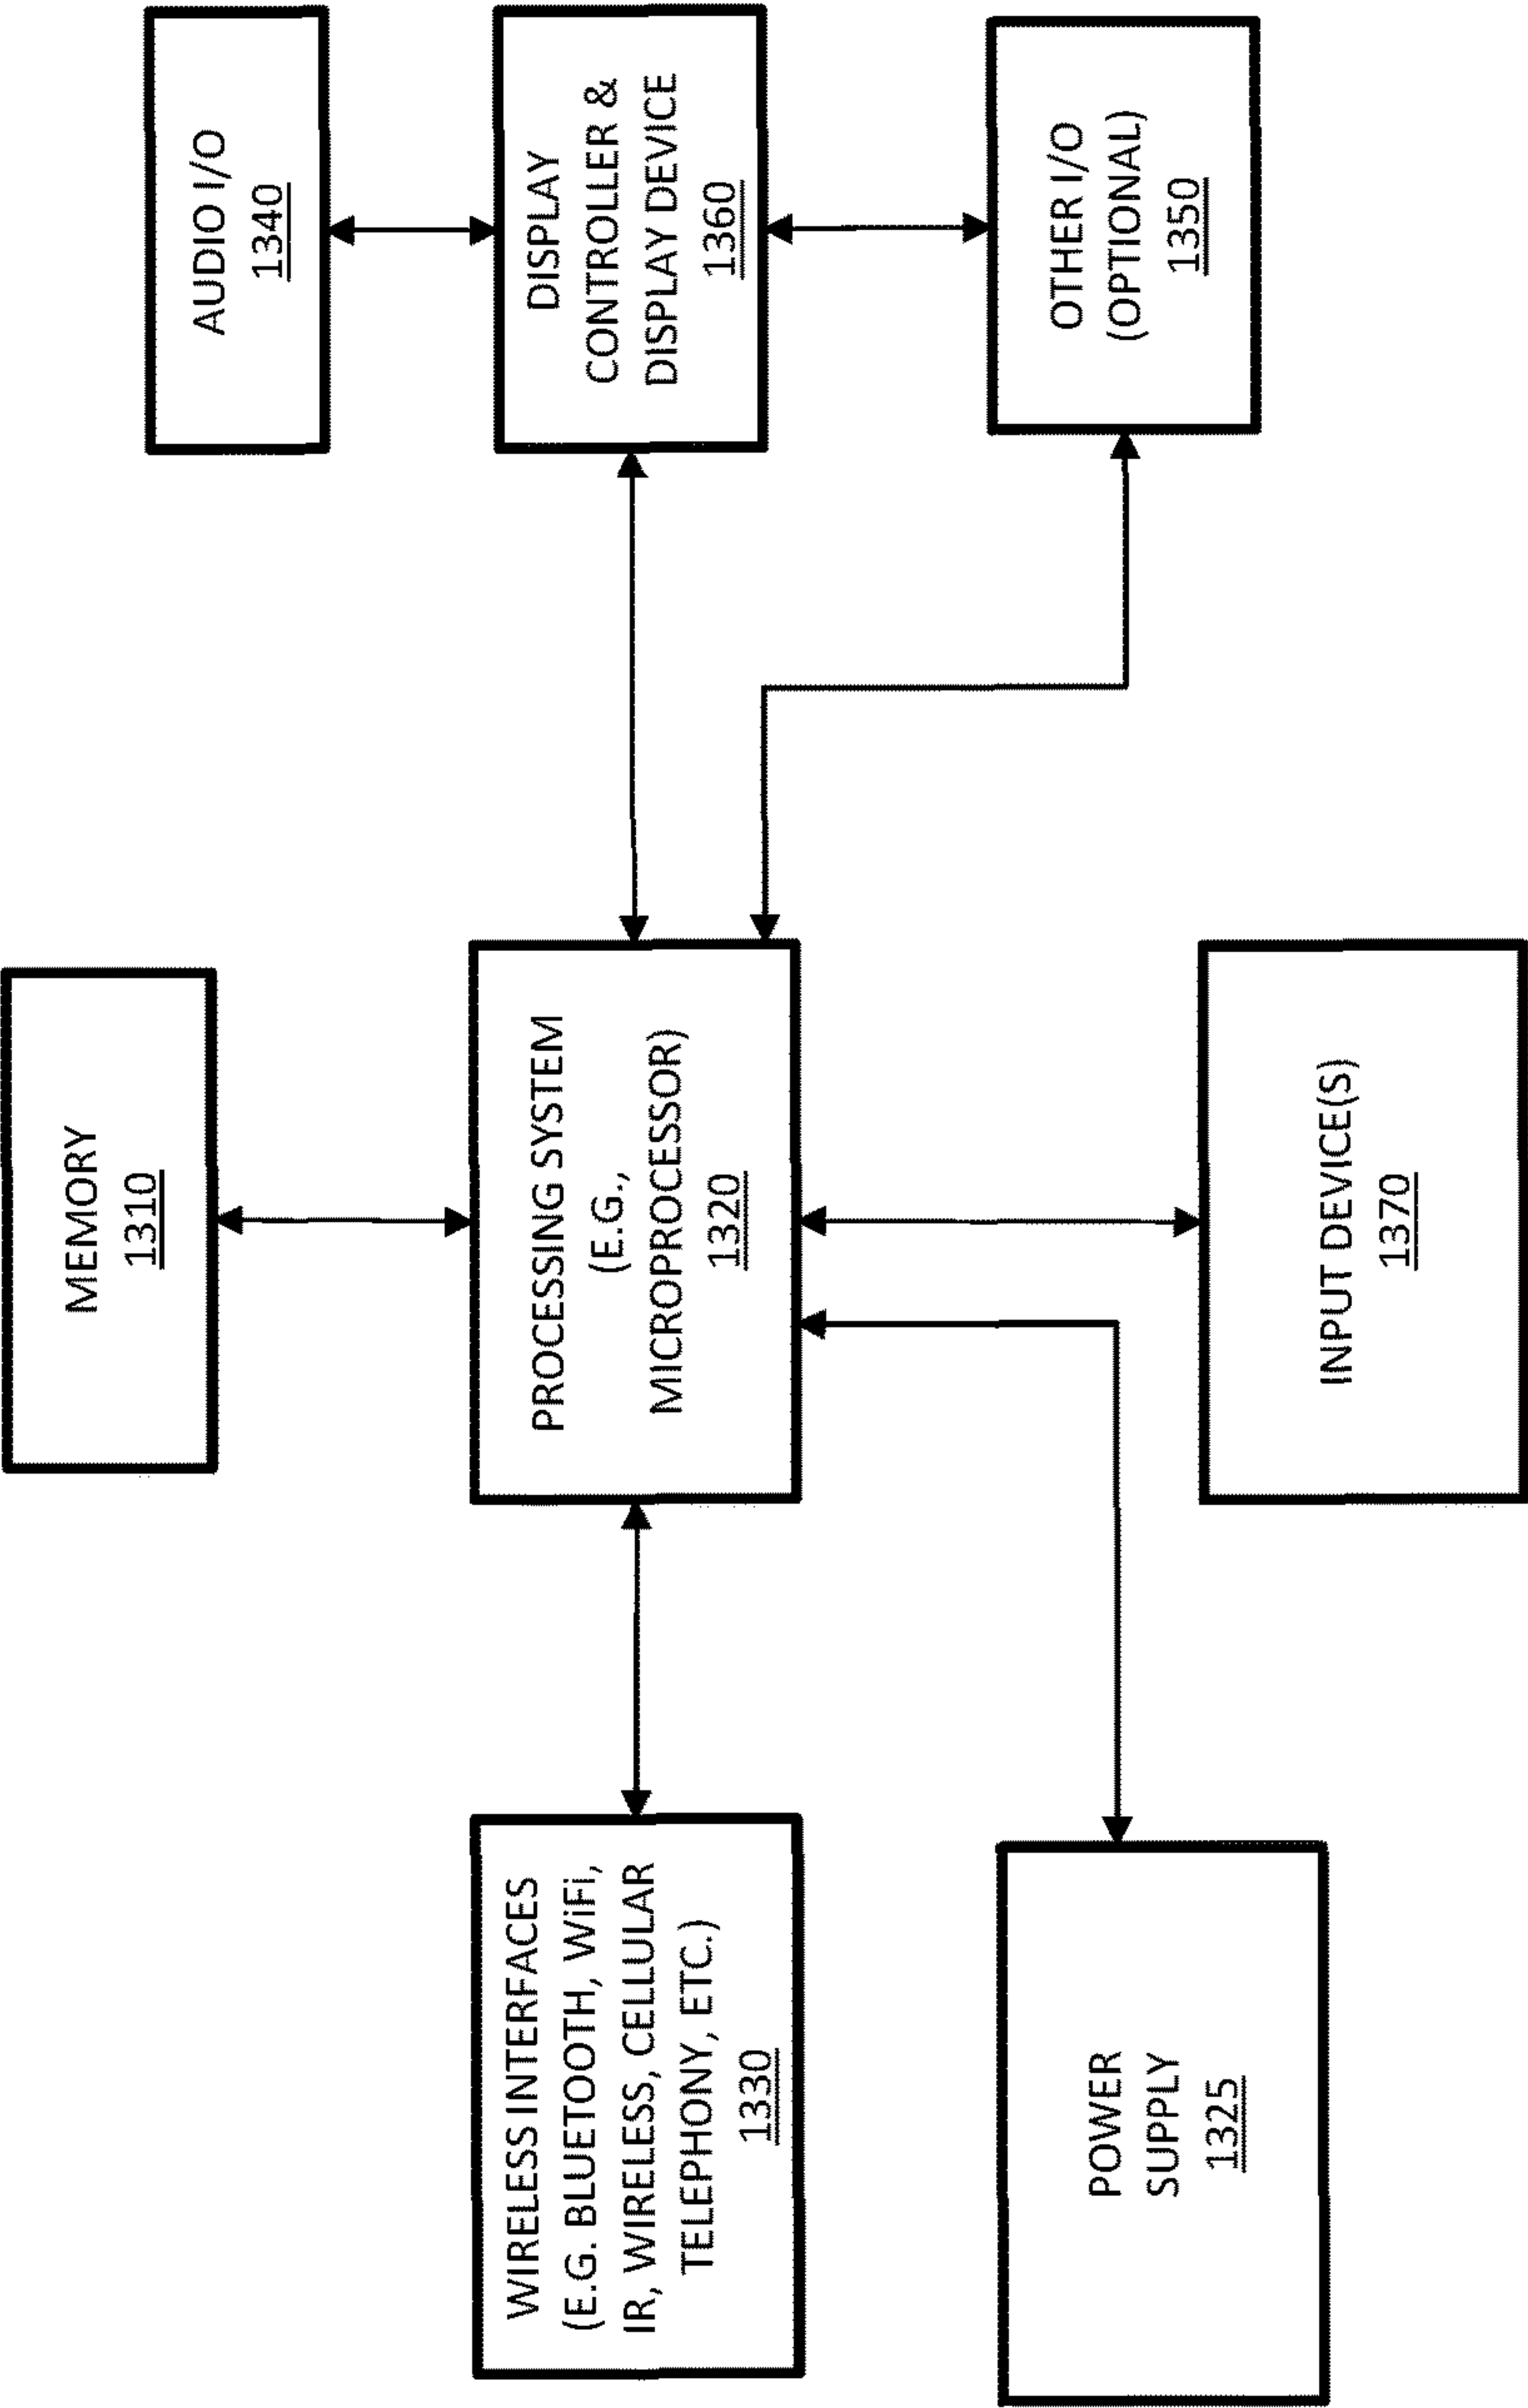 MEMORY
1310
AUDIO I/O
1340
WIRELESS INTERFACES
(E.G. BLUETOOTH, WiFi,
IR, WIRELESS, CELLULAR
TELEPHONY, ETC.)
1330
PROCESSING SYSTEM
(E.G.,
MICROPROCESSOR)
1320
DISPLAY
CONTROLLER &
DISPLAY DEVICE
1360
POWER
SUPPLY
1325
INPUT DEVICE(S)
1370
OTHER I/O
(OPTIONAL)
1350